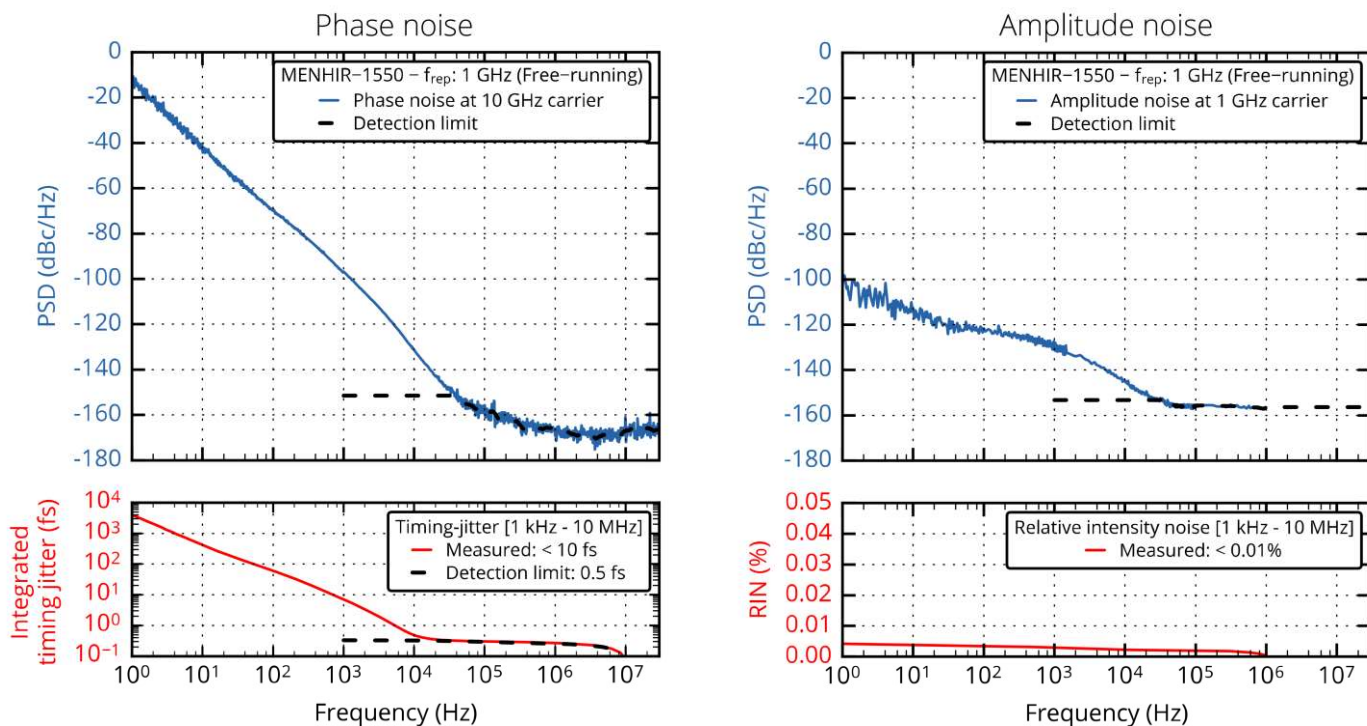 Phase noise
0
-20
-40
-60
-80
-100
-120
-140
-160
-180
PSD (dBc/Hz)
MENHIR−1550 − f_rep: 1 GHz (Free−running)
Phase noise at 10 GHz carrier
Detection limit
10⁴
10³
10²
10¹
10⁰
10⁻¹
Integrated
timing jitter (fs)
Timing-jitter [1 kHz - 10 MHz]
Measured: < 10 fs
Detection limit: 0.5 fs
10⁰ 10¹ 10² 10³ 10⁴ 10⁵ 10⁶ 10⁷
Frequency (Hz)
Amplitude noise
0
-20
-40
-60
-80
-100
-120
-140
-160
-180
PSD (dBc/Hz)
MENHIR−1550 − f_rep: 1 GHz (Free−running)
Amplitude noise at 1 GHz carrier
Detection limit
0.05
0.04
0.03
0.02
0.01
0.00
RIN (%)
Relative intensity noise [1 kHz - 10 MHz]
Measured: < 0.01%
10⁰ 10¹ 10² 10³ 10⁴ 10⁵ 10⁶ 10⁷
Frequency (Hz)